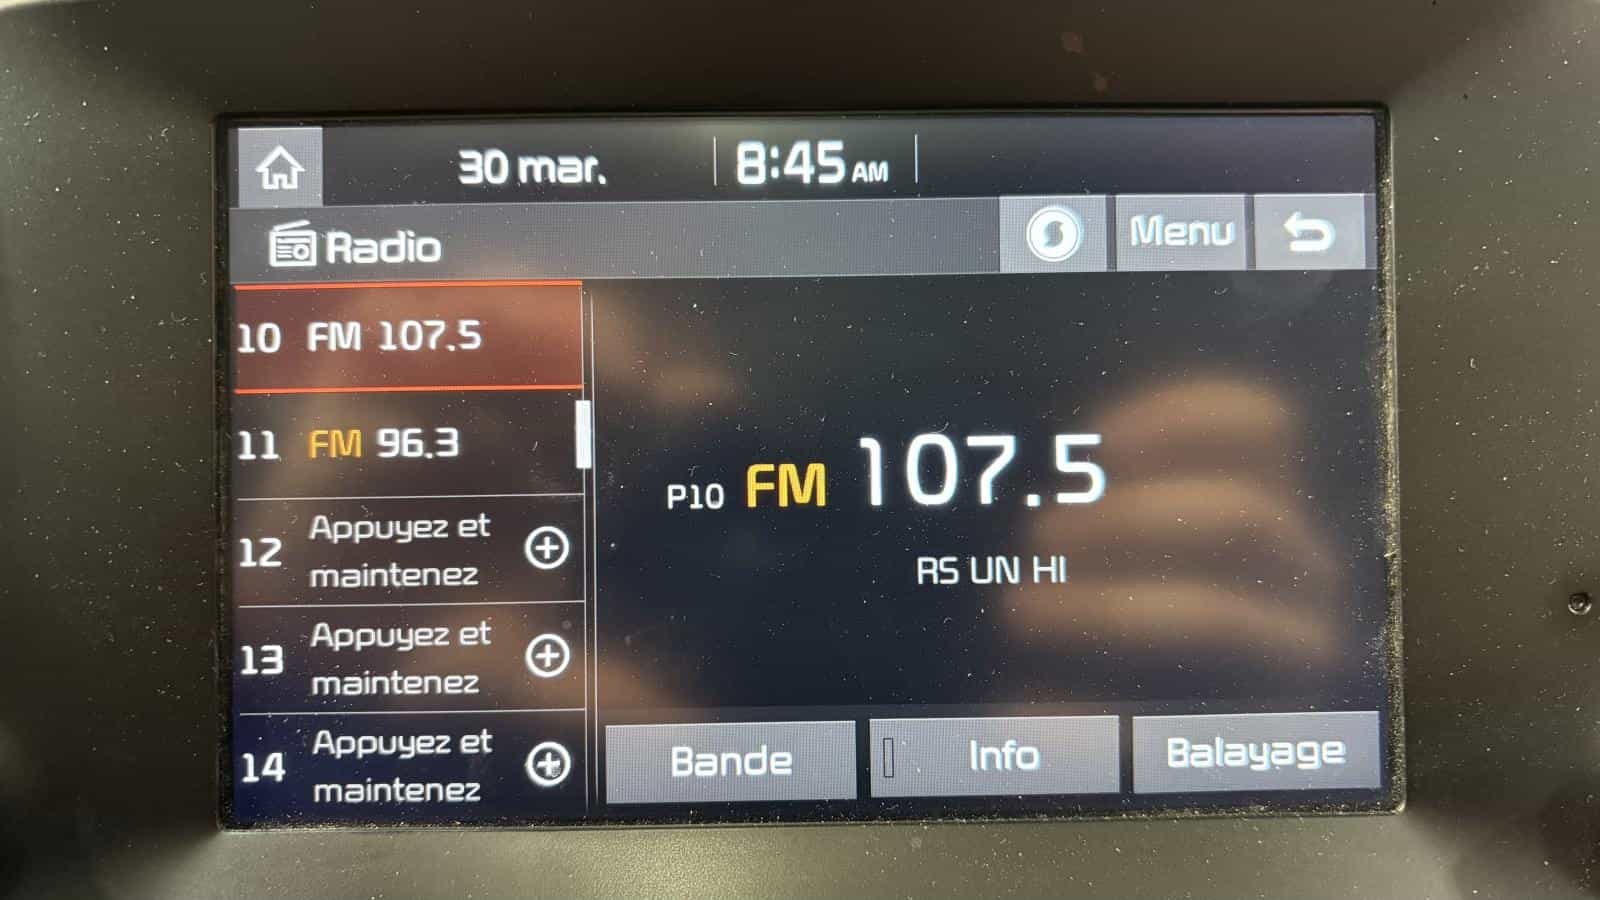 30 mar.
8:45 AM
Radio
Menu
10 FM 107.5
11 FM 96.3
12 Appuyez et
maintenez
13 Appuyez et
maintenez
14 Appuyez et
maintenez
P10 FM 107.5
RS UN HI
Bande
Info
Balayage